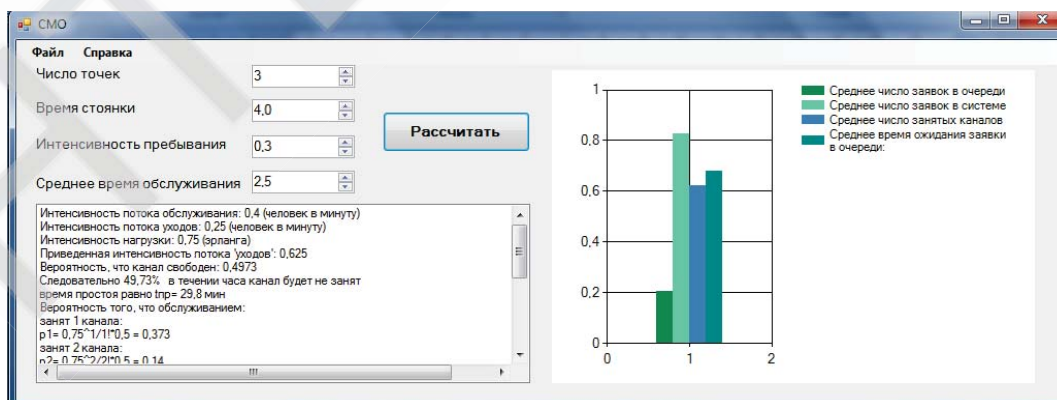 СМО
Файл Справка
Число точек 3
Время стоянки 4,0
Интенсивность пребывания 0,3
Среднее время обслуживания 2,5
Рассчитать
Интенсивность потока обслуживания: 0,4 (человек в минуту)
Интенсивность потока уходов: 0,25 (человек в минуту)
Интенсивность нагрузки: 0,75 (эрланга)
Приведенная интенсивность потока 'уходов': 0,625
Вероятность, что канал свободен: 0,4973
Следовательно 49,73% в течении часа канал будет не занят
время простоя равно tпр= 29,8 мин
Вероятность того, что обслуживанием:
занят 1 канала:
p1= 0,75^1/1!*0,5 = 0,373
занят 2 канала:
p2= 0,75^2/2!*0,5 = 0,14
1
0,8
0,6
0,4
0,2
0
0 1 2
Среднее число заявок в очереди
Среднее число заявок в системе
Среднее число занятых каналов
Среднее время ожидания заявки
в очереди: